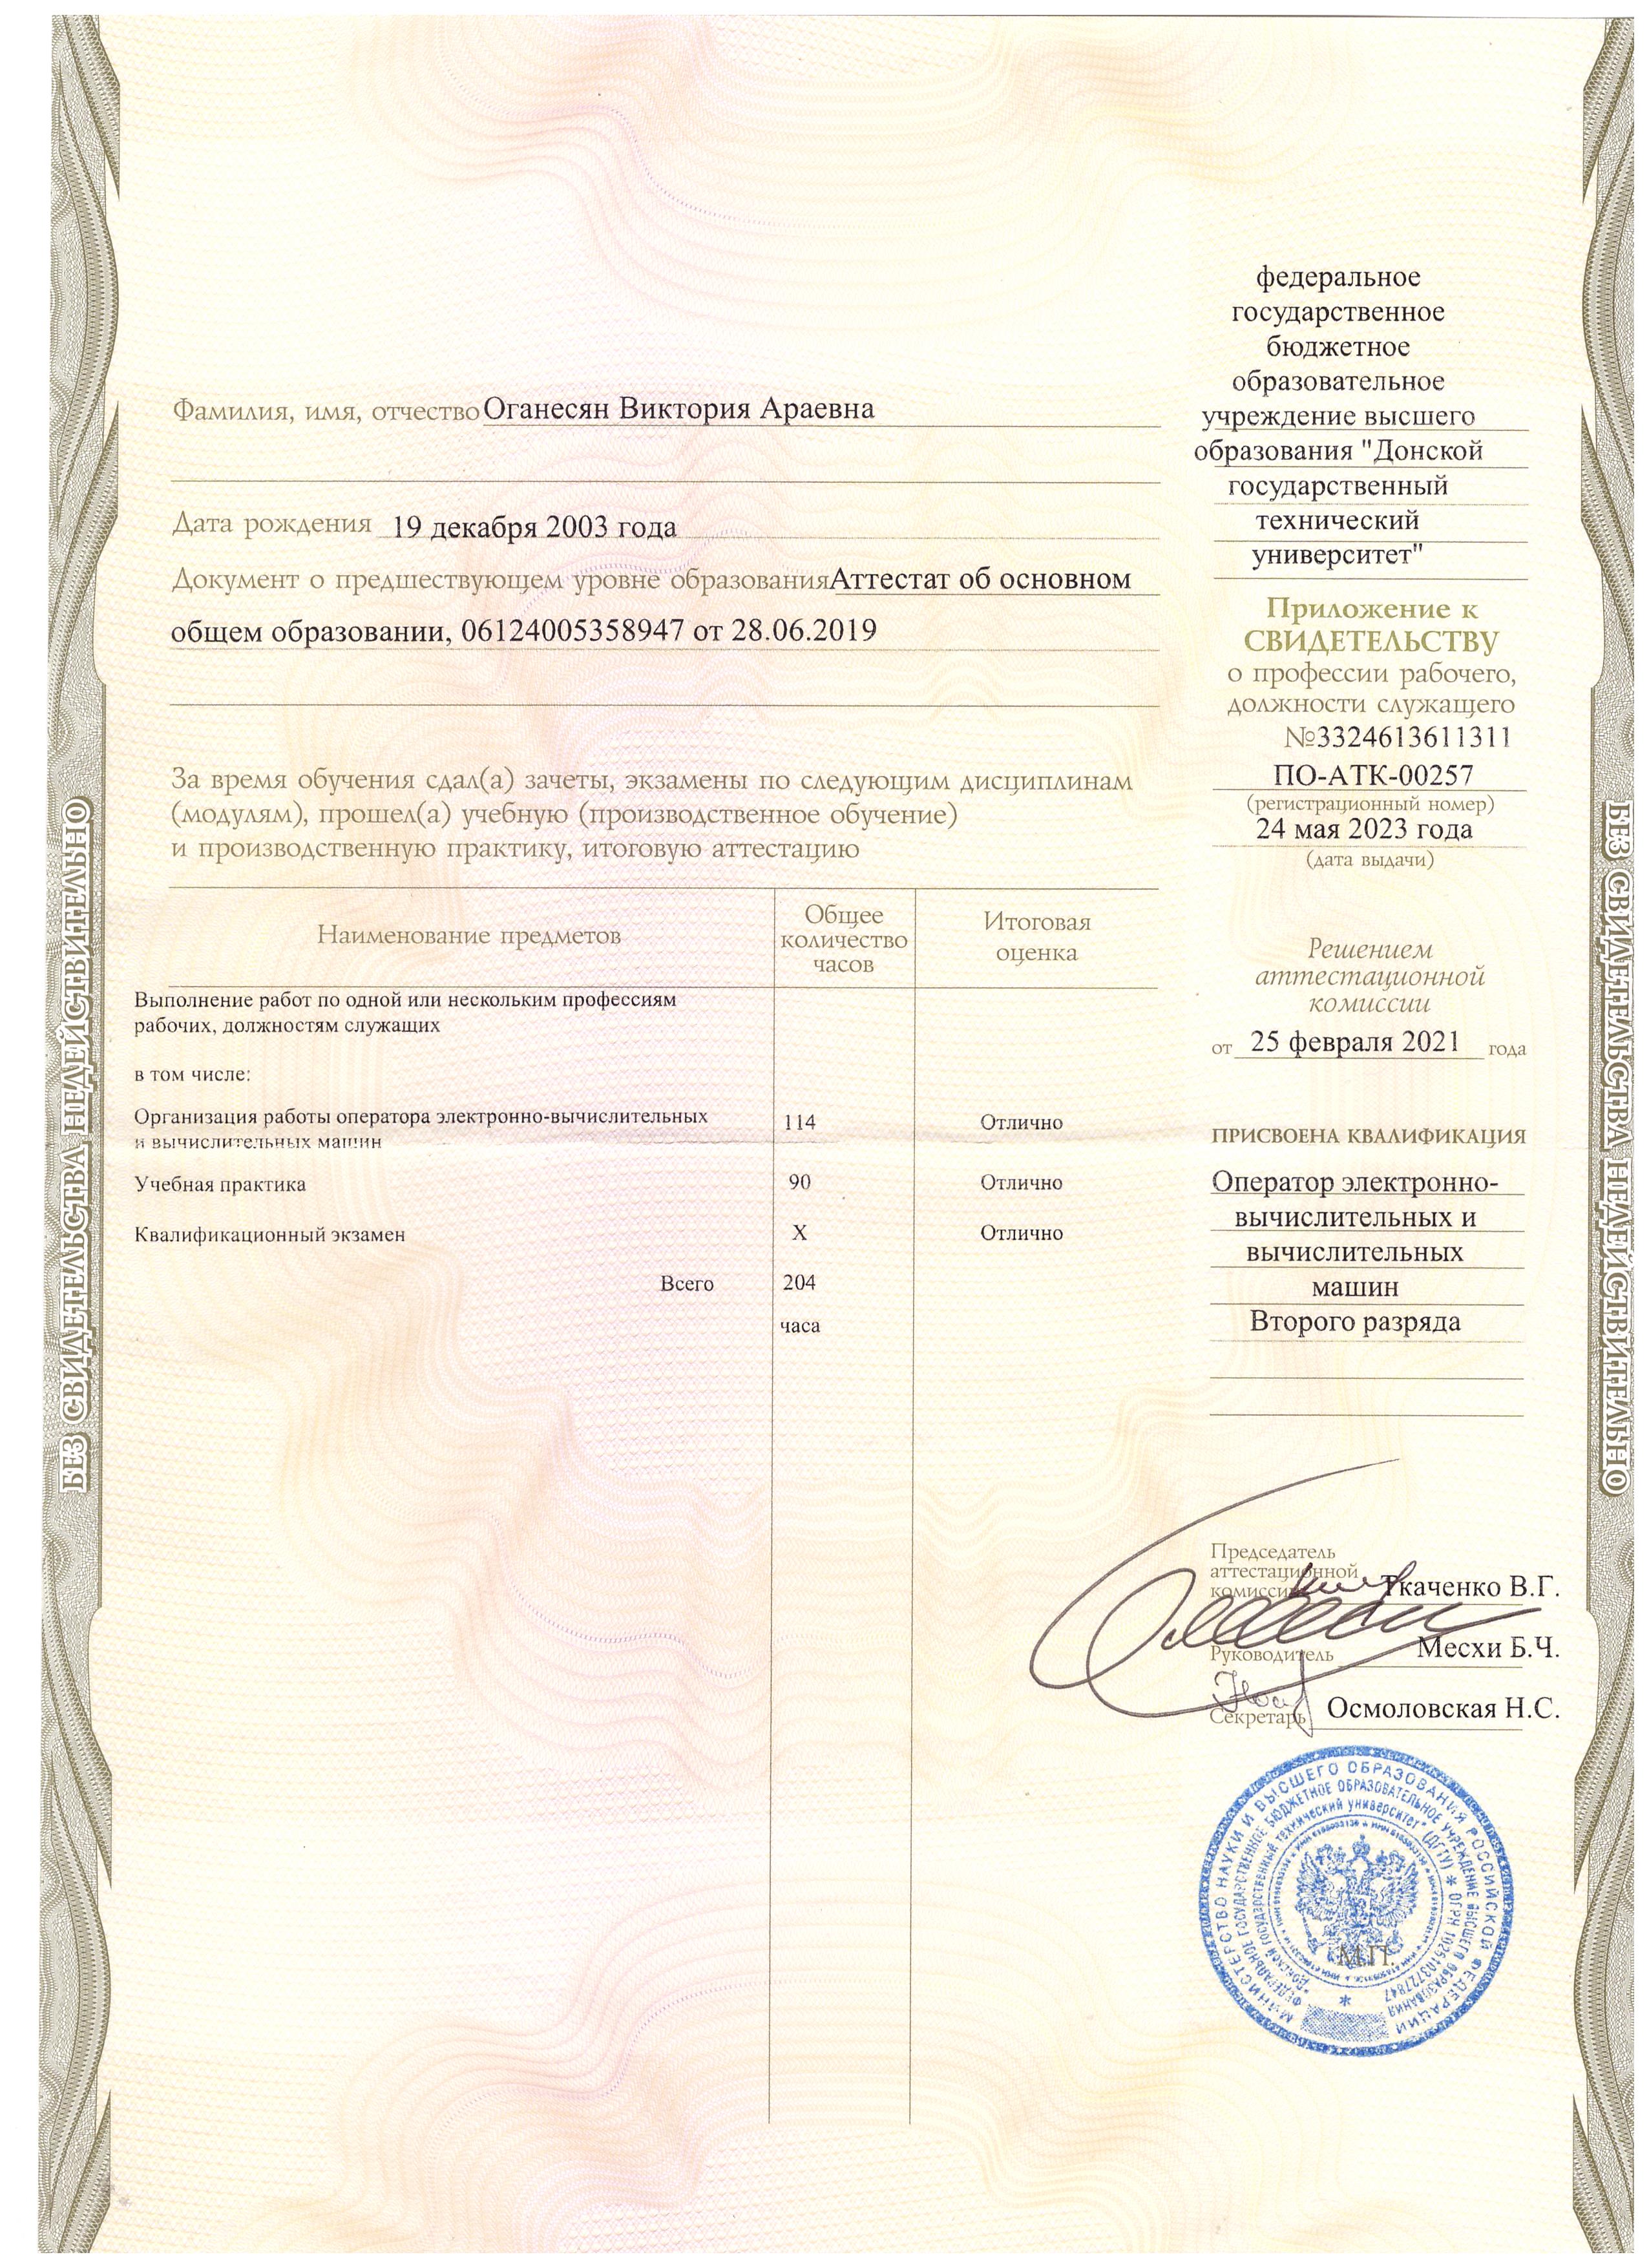 Фамилия, имя, отчество Оганесян Виктория Араевна
Дата рождения 19 декабря 2003 года
Документ о предшествующем уровне образования Аттестат об основном
общем образовании, 06124005358947 от 28.06.2019
За время обучения сдал(а) зачеты, экзамены по следующим дисциплинам
(модулям), прошел(а) учебную (производственное обучение)
и производственную практику, итоговую аттестацию
Наименование предметов
Общее
количество
часов
Итоговая
оценка
Выполнение работ по одной или нескольким профессиям
рабочих, должностям служащих
в том числе:
Организация работы оператора электронно-вычислительных 114 Отлично
и вычислительных машин
Учебная практика 90 Отлично
Квалификационный экзамен Х Отлично
Всего 204
часа
федеральное
государственное
бюджетное
образовательное
учреждение высшего
образования "Донской
государственный
технический
университет"
Приложение к
СВИДЕТЕЛЬСТВУ
о профессии рабочего,
должности служащего
№3324613611311
ПО-АТК-00257
(регистрационный номер)
24 мая 2023 года
(дата выдачи)
Решением
аттестационной
комиссии
от 25 февраля 2021 года
ПРИСВОЕНА КВАЛИФИКАЦИЯ
Оператор электронно-
вычислительных и
вычислительных
машин
Второго разряда
Председатель
аттестационной
комиссии Ткаченко В.Г.
Руководитель Месхи Б.Ч.
Секретарь Осмоловская Н.С.
МИНИСТЕРСТВО НАУКИ И ВЫСШЕГО ОБРАЗОВАНИЯ РОССИЙСКОЙ ФЕДЕРАЦИИ
ФЕДЕРАЛЬНОЕ ГОСУДАРСТВЕННОЕ БЮДЖЕТНОЕ ОБРАЗОВАТЕЛЬНОЕ УЧРЕЖДЕНИЕ ВЫСШЕГО ОБРАЗОВАНИЯ
"Донской государственный технический университет" (ДГТУ) * ОГРН 1026103727847
М.П.
БЕЗ СВИДЕТЕЛЬСТВА НЕДЕЙСТВИТЕЛЬНО
БЕЗ СВИДЕТЕЛЬСТВА НЕДЕЙСТВИТЕЛЬНО